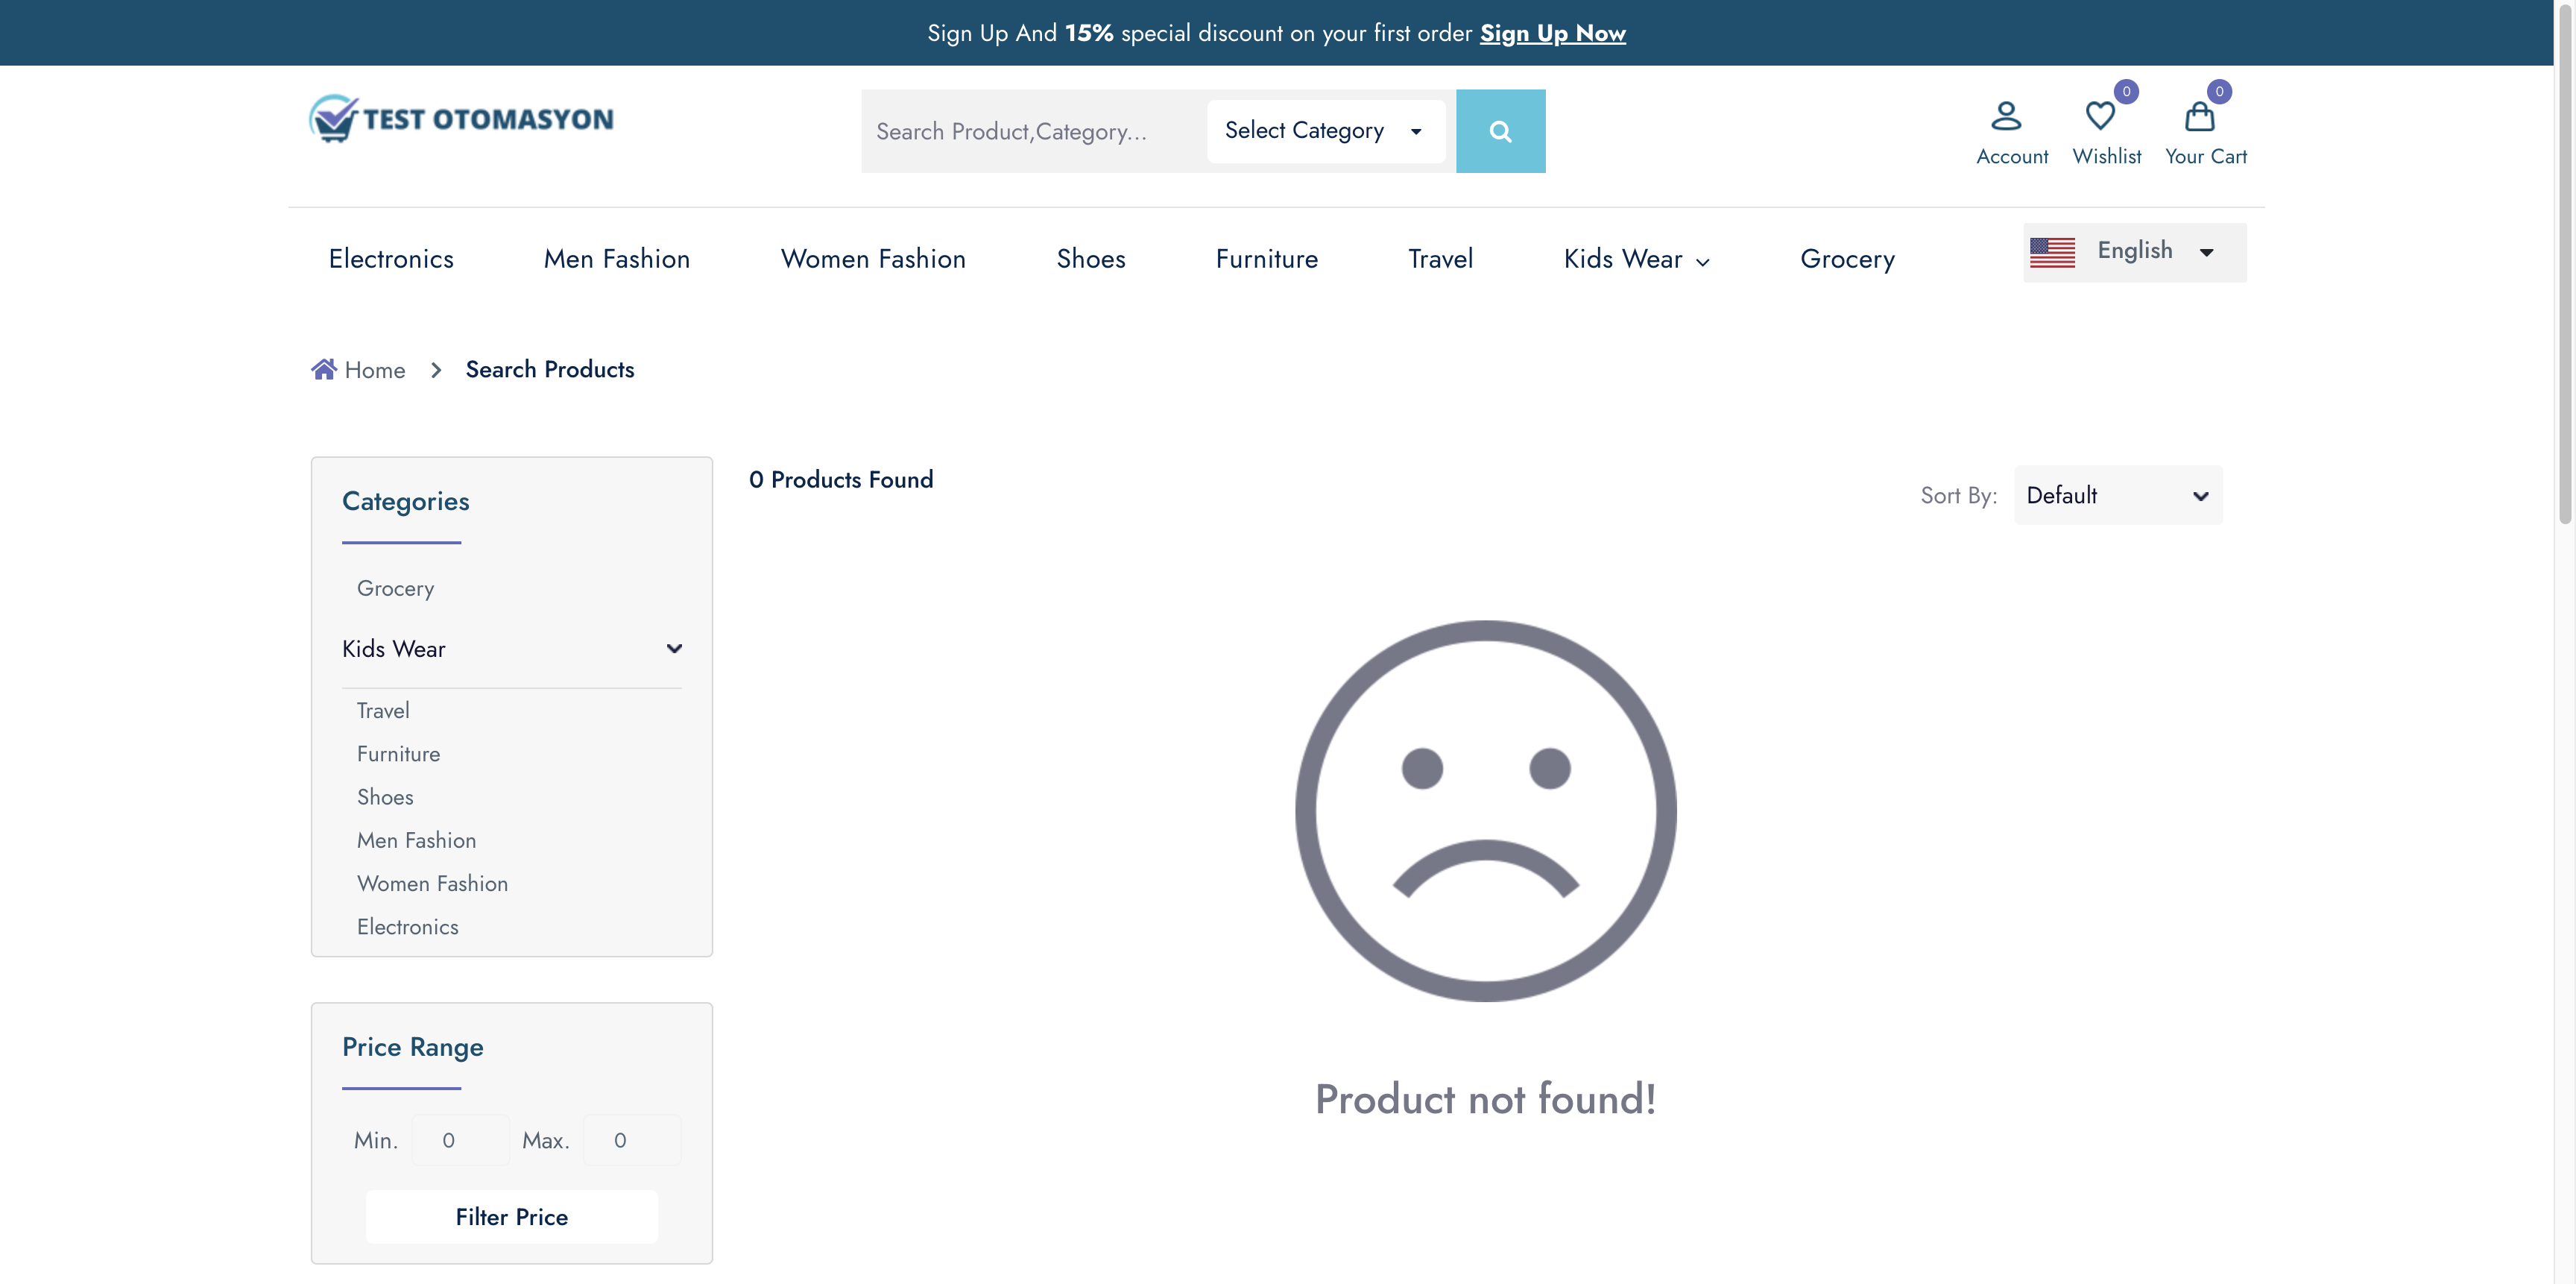 Sign Up And 15% special discount on your first order Sign Up Now
TEST OTOMASYON
Search Product,Category...
Select Category
0
0
Account
Wishlist
Your Cart
Electronics
Men Fashion
Women Fashion
Shoes
Furniture
Travel
Kids Wear
Grocery
English
Home
Search Products
Categories
Grocery
Kids Wear
Travel
Furniture
Shoes
Men Fashion
Women Fashion
Electronics
Price Range
Min. 0 Max. 0
Filter Price
0 Products Found
Sort By: Default
Product not found!